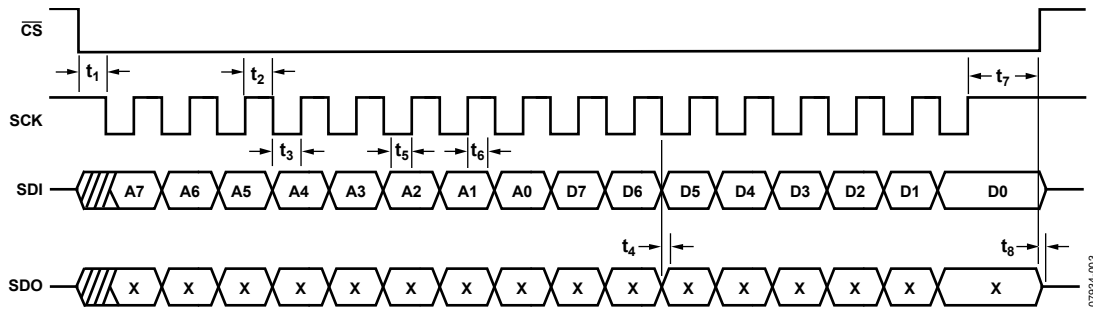 CS
t1
t2
t7
SCK
t3
t5
t6
SDI
A7 A6 A5 A4 A3 A2 A1 A0 D7 D6 D5 D4 D3 D2 D1 D0
t4
t8
SDO
X X X X X X X X X X X X X X X X